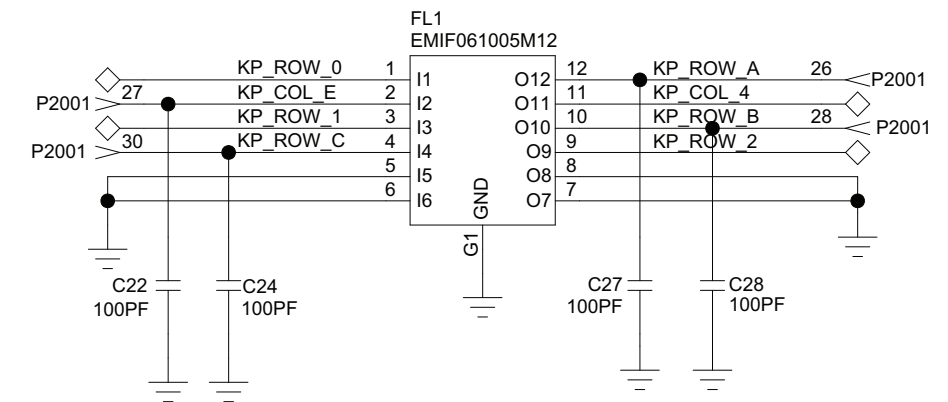 FL1
EMIF061005M12
KP_ROW_0 1 I1 O12 12 KP_ROW_A 26 P2001
P2001 27 KP_COL_E 2 I2 O11 11 KP_COL_4
KP_ROW_1 3 I3 O10 10 KP_ROW_B 28 P2001
P2001 30 KP_ROW_C 4 I4 O9 9 KP_ROW_2
5 I5 O8 8
6 I6 O7 7
GND
G1
C22 C24 C27 C28
100PF 100PF 100PF 100PF